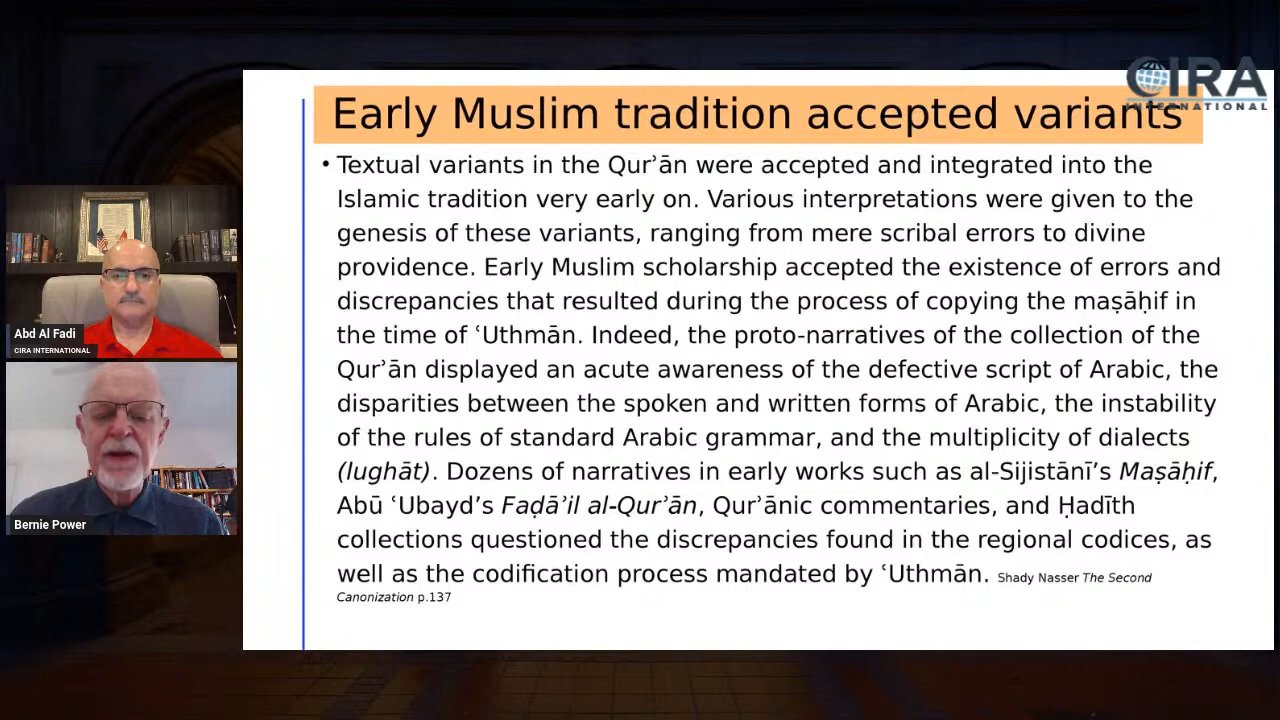 CIRA
INTERNATIONAL
Early Muslim tradition accepted variants
• Textual variants in the Qurʾān were accepted and integrated into the
Islamic tradition very early on. Various interpretations were given to the
genesis of these variants, ranging from mere scribal errors to divine
providence. Early Muslim scholarship accepted the existence of errors and
discrepancies that resulted during the process of copying the maṣāḥif in
the time of ʿUthmān. Indeed, the proto-narratives of the collection of the
Qurʾān displayed an acute awareness of the defective script of Arabic, the
disparities between the spoken and written forms of Arabic, the instability
of the rules of standard Arabic grammar, and the multiplicity of dialects
(lughāt). Dozens of narratives in early works such as al-Sijistānī’s Maṣāḥif,
Abū ʿUbayd’s Faḍāʾil al-Qurʾān, Qurʾānic commentaries, and Ḥadīth
collections questioned the discrepancies found in the regional codices, as
well as the codification process mandated by ʿUthmān. Shady Nasser The Second
Canonization p.137
Abd Al Fadi
CIRA INTERNATIONAL
Bernie Power